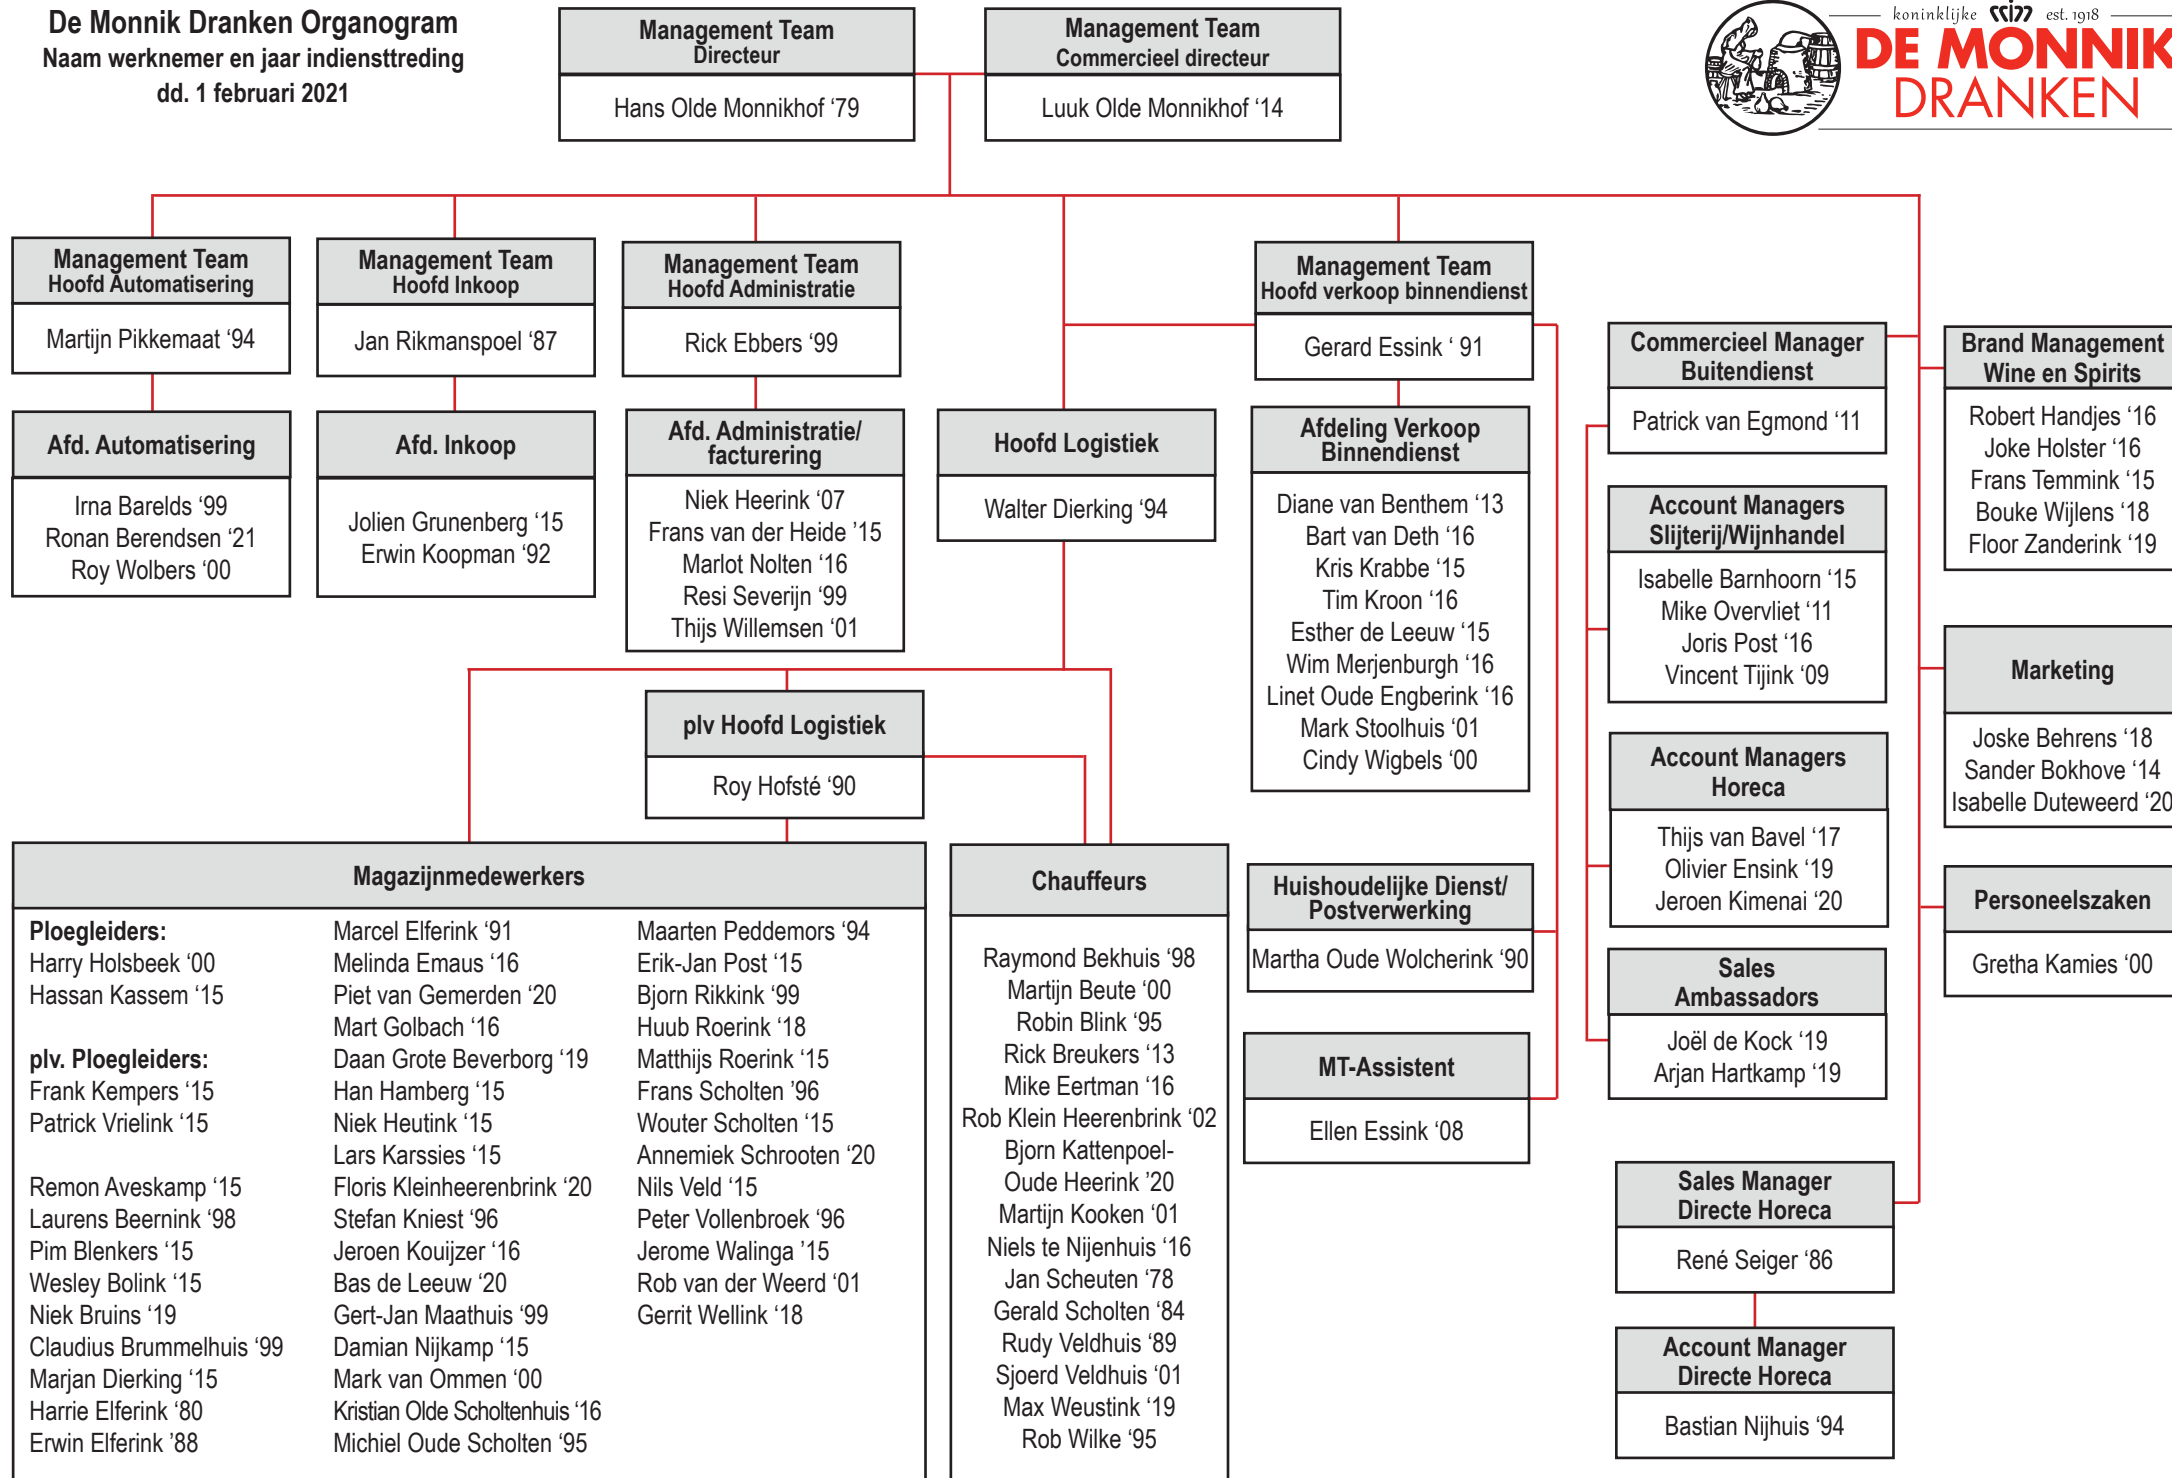 De Monnik Dranken Organogram
Naam werknemer en jaar indiensttreding
dd. 1 februari 2021
Management Team
Directeur
Hans Olde Monnikhof ‘79
Management Team
Commercieel directeur
Luuk Olde Monnikhof ‘14
koninklijke est. 1918
DE MONNIK
DRANKEN
Management Team
Hoofd Automatisering
Martijn Pikkemaat ‘94
Management Team
Hoofd Inkoop
Jan Rikmanspoel ‘87
Management Team
Hoofd Administratie
Rick Ebbers ‘99
Management Team
Hoofd verkoop binnendienst
Gerard Essink ‘ 91
Commercieel Manager
Buitendienst
Patrick van Egmond ‘11
Brand Management
Wine en Spirits
Robert Handjes ‘16
Joke Holster ‘16
Frans Temmink ‘15
Bouke Wijlens ‘18
Floor Zanderink ‘19
Afd. Automatisering
Irna Barelds ‘99
Ronan Berendsen ‘21
Roy Wolbers ‘00
Afd. Inkoop
Jolien Grunenberg ‘15
Erwin Koopman ‘92
Afd. Administratie/
facturering
Niek Heerink ‘07
Frans van der Heide ’15
Marlot Nolten ‘16
Resi Severijn ‘99
Thijs Willemsen ‘01
Hoofd Logistiek
Walter Dierking ‘94
Afdeling Verkoop
Binnendienst
Diane van Benthem ‘13
Bart van Deth ‘16
Kris Krabbe ‘15
Tim Kroon ‘16
Esther de Leeuw ‘15
Wim Merjenburgh ‘16
Linet Oude Engberink ‘16
Mark Stoolhuis ‘01
Cindy Wigbels ‘00
Account Managers
Slijterij/Wijnhandel
Isabelle Barnhoorn ‘15
Mike Overvliet ‘11
Joris Post ‘16
Vincent Tijink ‘09
Marketing
Joske Behrens ‘18
Sander Bokhove ‘14
Isabelle Duteweerd ‘20
plv Hoofd Logistiek
Roy Hofsté ‘90
Account Managers
Horeca
Thijs van Bavel ‘17
Olivier Ensink ‘19
Jeroen Kimenai ‘20
Personeelszaken
Gretha Kamies ‘00
Magazijnmedewerkers
Ploegleiders:
Harry Holsbeek ‘00
Hassan Kassem ‘15
plv. Ploegleiders:
Frank Kempers ‘15
Patrick Vrielink ‘15
Remon Aveskamp ‘15
Laurens Beernink ‘98
Pim Blenkers ‘15
Wesley Bolink ‘15
Niek Bruins ‘19
Claudius Brummelhuis ‘99
Marjan Dierking ‘15
Harrie Elferink ‘80
Erwin Elferink ’88
Marcel Elferink ‘91
Melinda Emaus ‘16
Piet van Gemerden ‘20
Mart Golbach ‘16
Daan Grote Beverborg ‘19
Han Hamberg ‘15
Niek Heutink ‘15
Lars Karssies ‘15
Floris Kleinheerenbrink ‘20
Stefan Kniest ‘96
Jeroen Kouijzer ‘16
Bas de Leeuw ‘20
Gert-Jan Maathuis ‘99
Damian Nijkamp ‘15
Mark van Ommen ‘00
Kristian Olde Scholtenhuis ‘16
Michiel Oude Scholten ‘95
Maarten Peddemors ‘94
Erik-Jan Post ‘15
Bjorn Rikkink ‘99
Huub Roerink ‘18
Matthijs Roerink ‘15
Frans Scholten ’96
Wouter Scholten ‘15
Annemiek Schrooten ‘20
Nils Veld ‘15
Peter Vollenbroek ‘96
Jerome Walinga ’15
Rob van der Weerd ‘01
Gerrit Wellink ‘18
Chauffeurs
Raymond Bekhuis ‘98
Martijn Beute ‘00
Robin Blink ‘95
Rick Breukers ‘13
Mike Eertman ‘16
Rob Klein Heerenbrink ‘02
Bjorn Kattenpoel-
Oude Heerink ’20
Martijn Kooken ‘01
Niels te Nijenhuis ‘16
Jan Scheuten ‘78
Gerald Scholten ‘84
Rudy Veldhuis ‘89
Sjoerd Veldhuis ‘01
Max Weustink ‘19
Rob Wilke ‘95
Huishoudelijke Dienst/
Postverwerking
Martha Oude Wolcherink ‘90
MT-Assistent
Ellen Essink ‘08
Sales
Ambassadors
Joël de Kock ‘19
Arjan Hartkamp ‘19
Sales Manager
Directe Horeca
René Seiger ‘86
Account Manager
Directe Horeca
Bastian Nijhuis ‘94